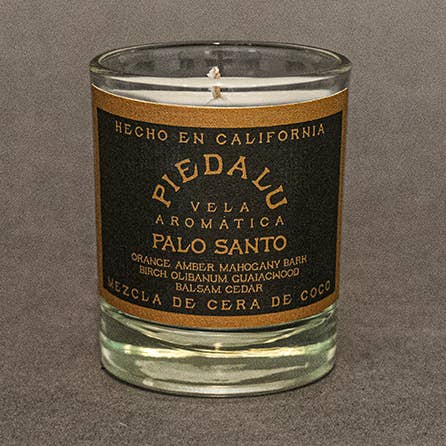 HECHO EN CALIFORNIA
PIEDALU
VELA
AROMÁTICA
PALO SANTO
ORANGE AMBER MAHOGANY BARK
BIRCH OLIBANUM GUAIACWOOD
BALSAM CEDAR
MEZCLA DE CERA DE COCO